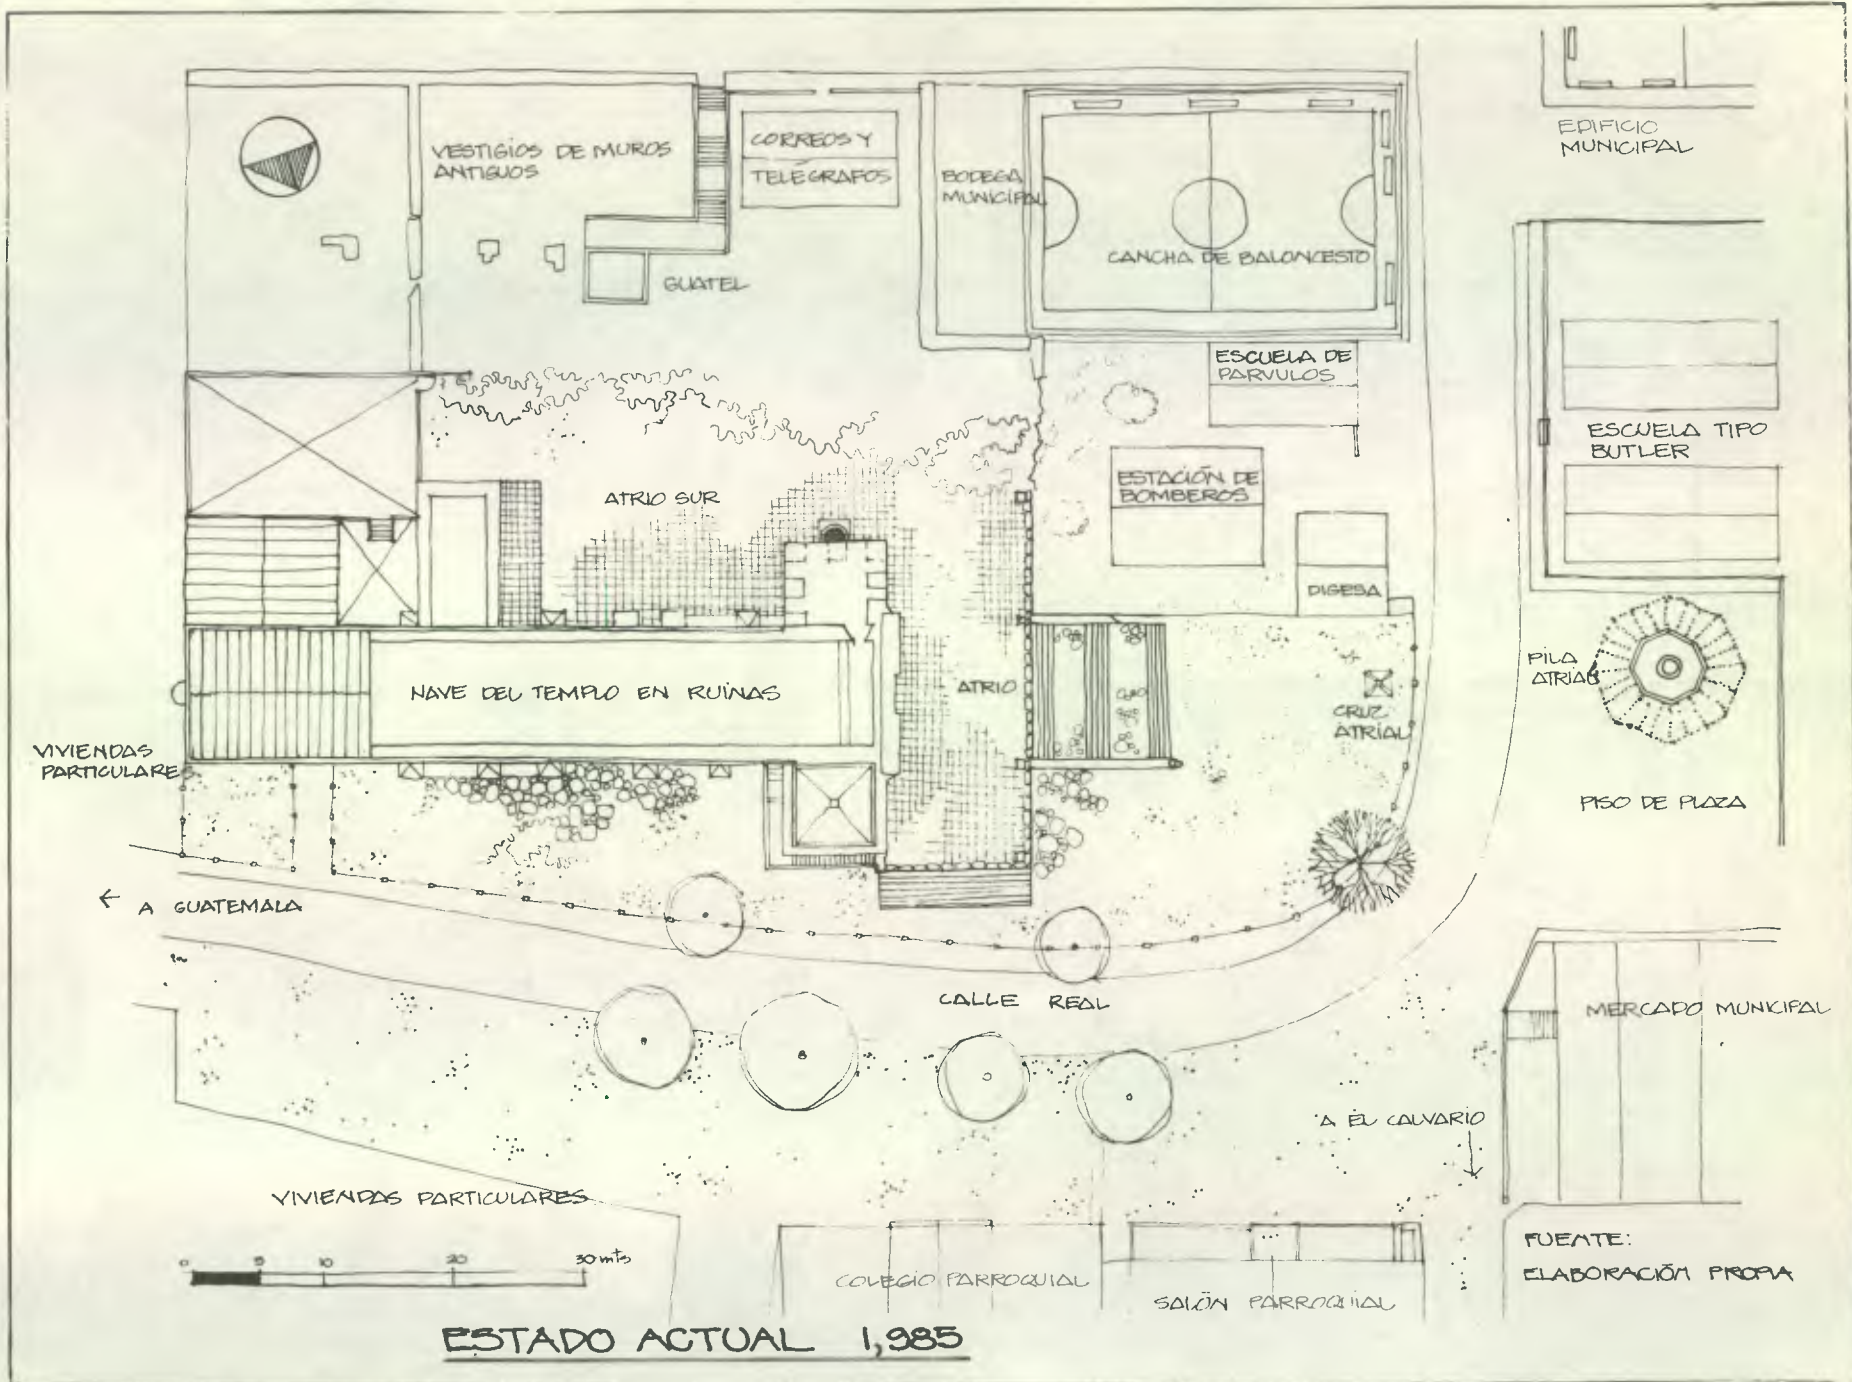 EDIFICIO
MUNICIPAL
VESTIGIOS DE MUROS
ANTIGUOS
CORREOS Y
TELÉGRAFOS
BODEGA
MUNICIPAL
CANCHA DE BALONCESTO
GUATEL
ESCUELA DE
PARVULOS
ESCUELA TIPO
BUTLER
ESTACIÓN DE
BOMBEROS
ATRIO SUR
DIGESA
PILA
ATRIAL
NAVE DEL TEMPLO EN RUINAS
ATRIO
CRUZ
ATRIAL
VIVIENDAS
PARTICULARES
PISO DE PLAZA
← A GUATEMALA
CALLE REAL
MERCADO MUNICIPAL
A EL CALVARIO
VIVIENDAS PARTICULARES
0 5 10 20 30 mts
FUENTE:
ELABORACIÓN PROPIA
COLEGIO PARROQUIAL
SALÓN PARROQUIAL
ESTADO ACTUAL 1,985